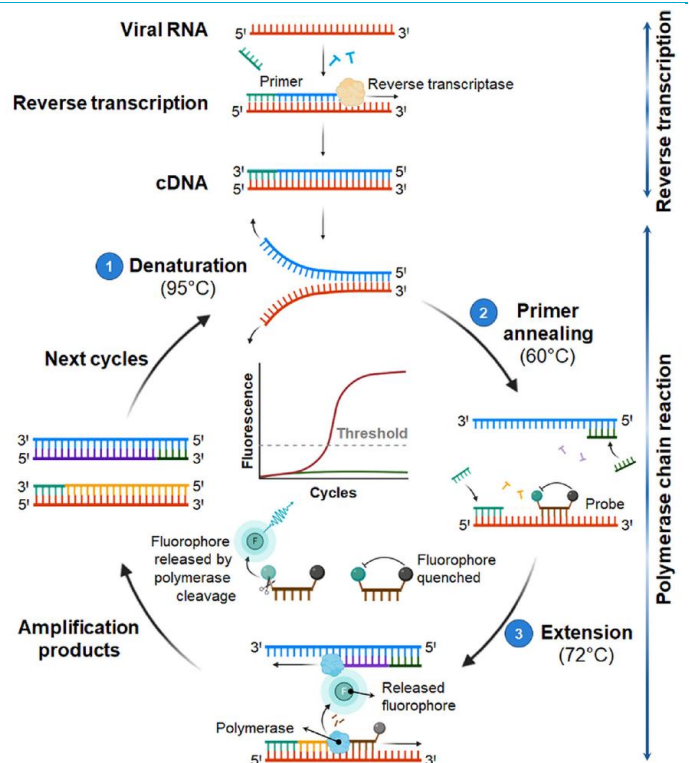 Viral RNA
5' 3'
Primer
Reverse transcriptase
Reverse transcription
5' 3'
3' 5'
cDNA
5' 3'
Reverse transcription
1 Denaturation
(95°C)
5'
3'
2 Primer
annealing
(60°C)
Next cycles
Fluorescence
Threshold
Cycles
3' 5'
5' 3'
3' 5'
5' 3'
3' 5'
Probe
5' 3'
Polymerase chain reaction
F
Fluorophore
released by
polymerase
cleavage
Fluorophore
quenched
Amplification
products
3 Extension
(72°C)
3' 5'
F
Released
fluorophore
Polymerase
5' 3'